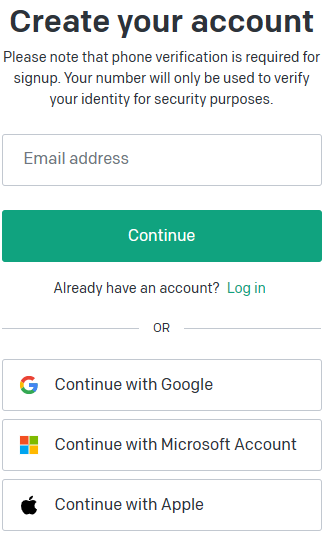 Create your account
Please note that phone verification is required for
signup. Your number will only be used to verify
your identity for security purposes.
Email address
Continue
Already have an account? Log in
OR
Continue with Google
Continue with Microsoft Account
Continue with Apple